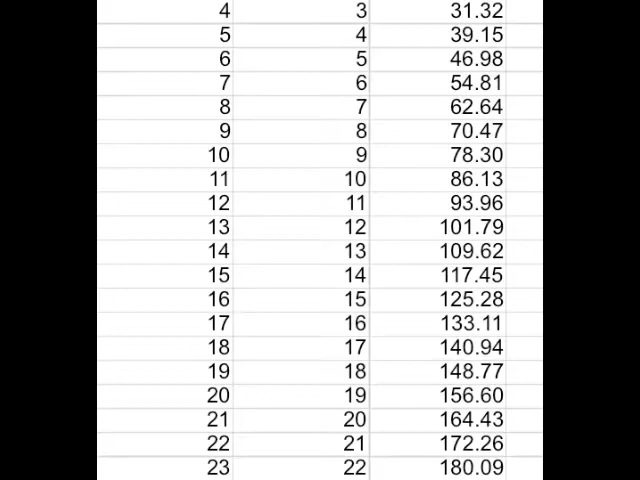 4 3 31.32
5 4 39.15
6 5 46.98
7 6 54.81
8 7 62.64
9 8 70.47
10 9 78.30
11 10 86.13
12 11 93.96
13 12 101.79
14 13 109.62
15 14 117.45
16 15 125.28
17 16 133.11
18 17 140.94
19 18 148.77
20 19 156.60
21 20 164.43
22 21 172.26
23 22 180.09